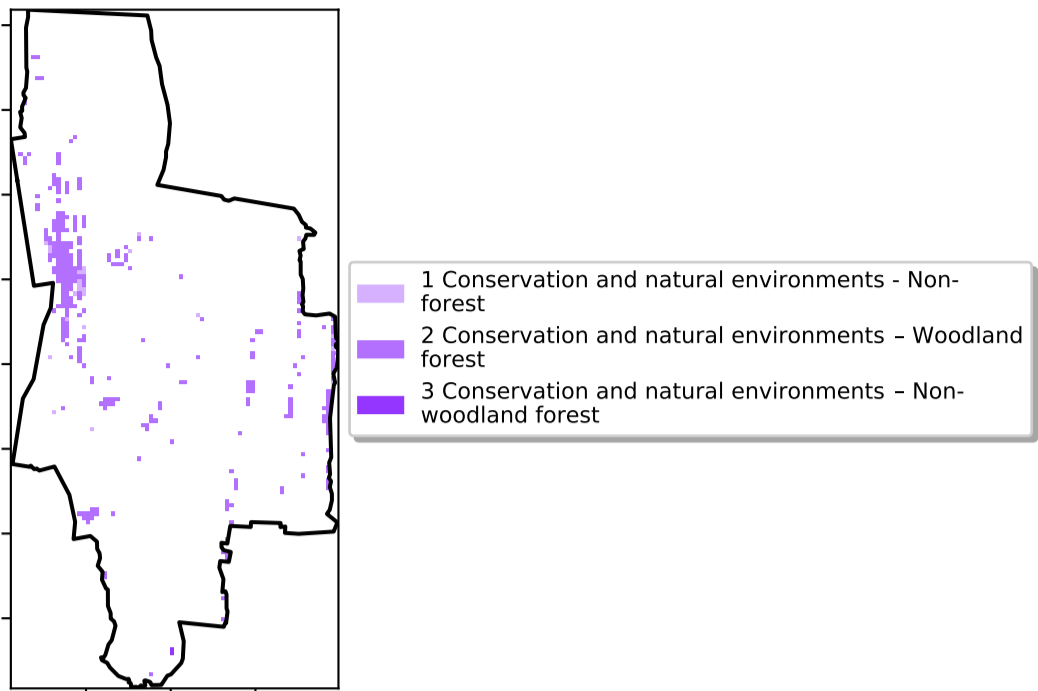 1 Conservation and natural environments - Non-
forest
2 Conservation and natural environments – Woodland
forest
3 Conservation and natural environments – Non-
woodland forest